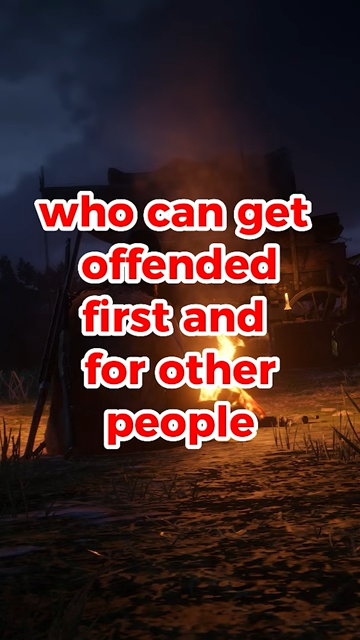 who can get
offended
first and
for other
people